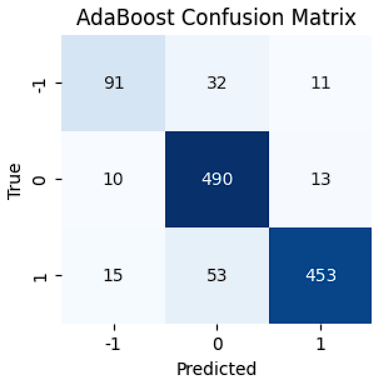 AdaBoost Confusion Matrix
-1 91 32 11
True
0 10 490 13
1 15 53 453
-1 0 1
Predicted